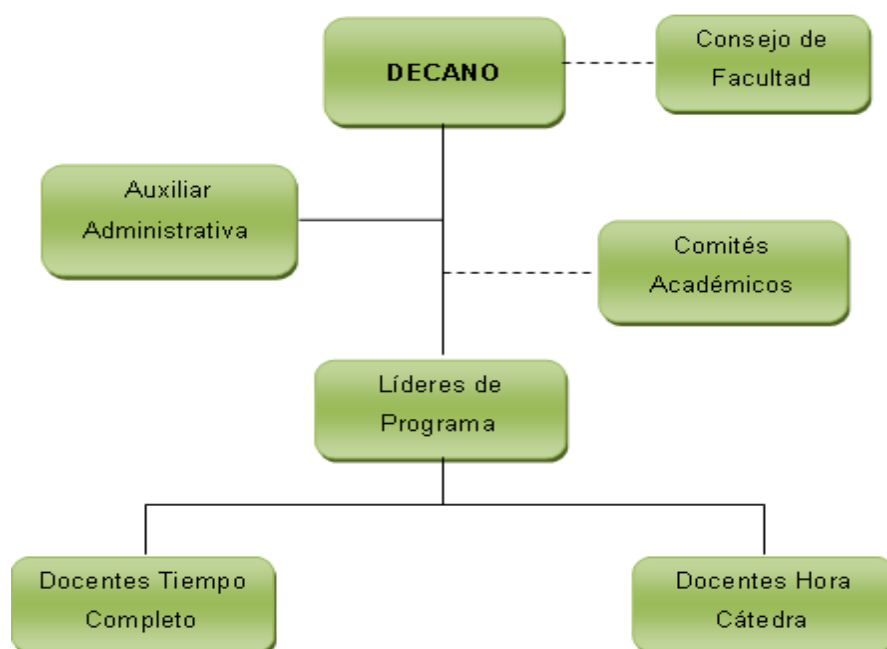 DECANO
Consejo de
Facultad
Auxiliar
Administrativa
Comités
Académicos
Líderes de
Programa
Docentes Tiempo
Completo
Docentes Hora
Cátedra